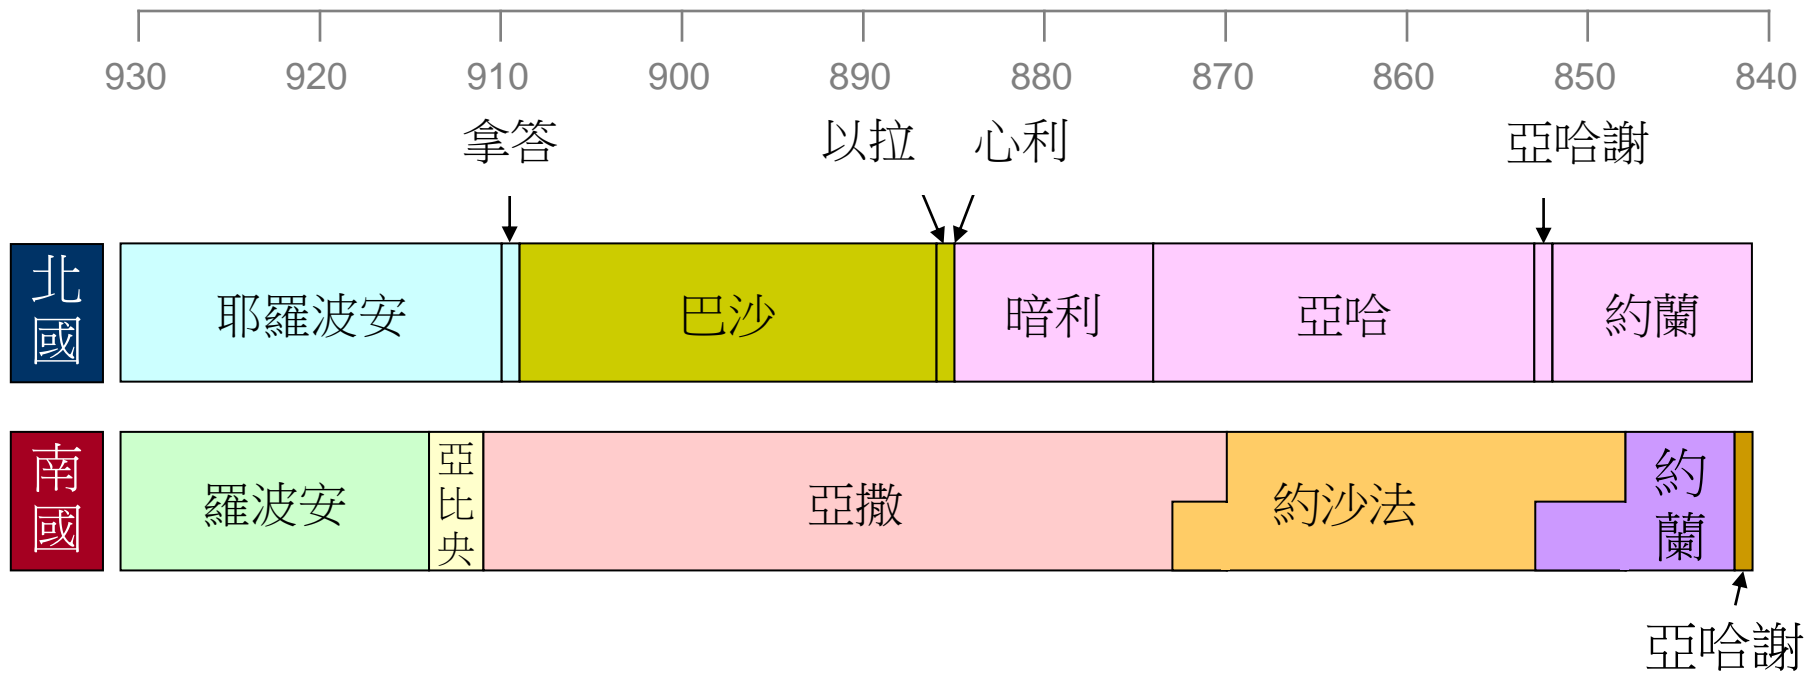 930 920 910 900 890 880 870 860 850 840
拿答 以拉 心利 亞哈謝
北國 耶羅波安 巴沙 暗利 亞哈 約蘭
南國 羅波安 亞比央 亞撒 約沙法 約蘭
亞哈謝